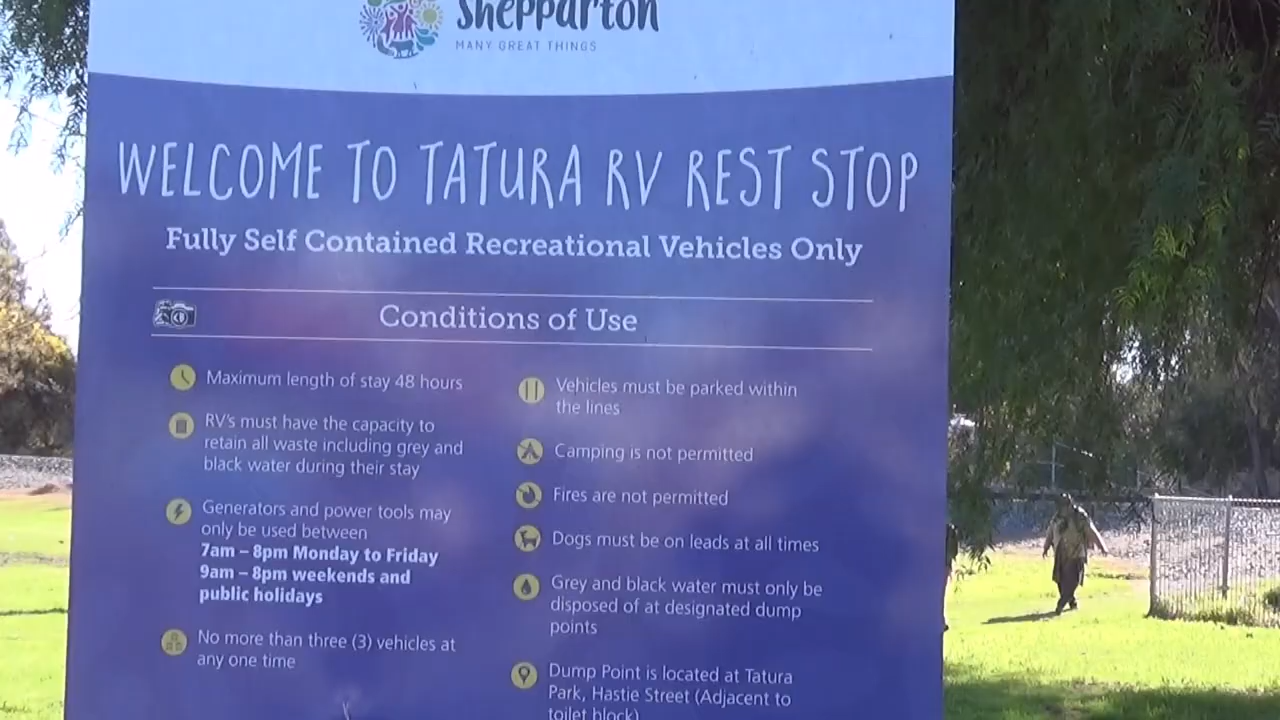 Shepparton
MANY GREAT THINGS
WELCOME TO TATURA RV REST STOP
Fully Self Contained Recreational Vehicles Only
Conditions of Use
Maximum length of stay 48 hours
RV's must have the capacity to
retain all waste including grey and
black water during their stay
Generators and power tools may
only be used between
7am – 8pm Monday to Friday
9am – 8pm weekends and
public holidays
No more than three (3) vehicles at
any one time
Vehicles must be parked within
the lines
Camping is not permitted
Fires are not permitted
Dogs must be on leads at all times
Grey and black water must only be
disposed of at designated dump
points
Dump Point is located at Tatura
Park, Hastie Street (Adjacent to
toilet block)